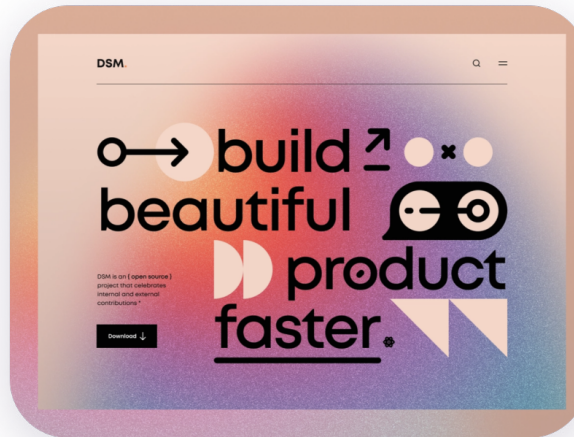 DSM.
build
beautiful
product
faster.
DSM is an { open source }
project that celebrates
internal and external
contributions *
Download